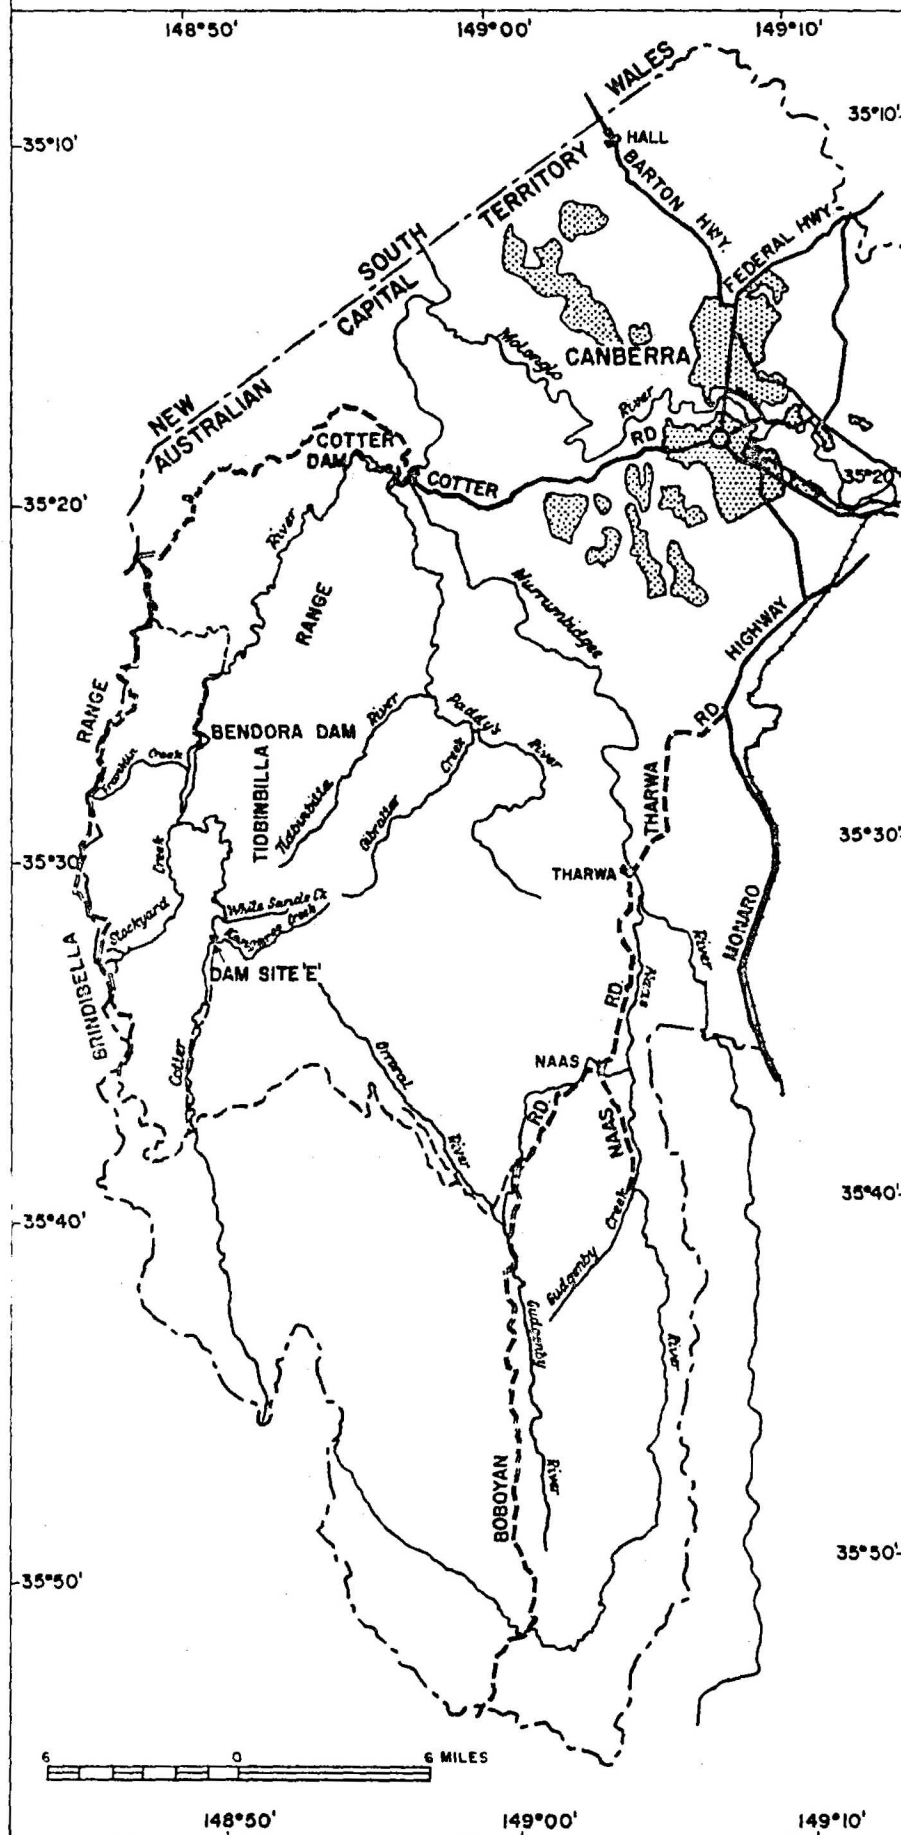 148°50' 149°00' 149°10'
35°10' 35°10'
NEW SOUTH WALES
AUSTRALIAN CAPITAL TERRITORY
HALL
BARTON HWY.
FEDERAL HWY.
CANBERRA
Molonglo River
COTTER DAM
COTTER RD
35°20' 35°20'
River
RANGE
Murrumbidgee
HIGHWAY
RANGE
BENDORA DAM
Franklin Creek
TIDBINBILLA
Tidbinbilla River
Paddy's River
Gibralter Creek
THARWA RD.
35°30' 35°30'
THARWA
Stockyard Creek
White Sands Ck
Kangaroo Creek
DAM SITE 'E'
MONARO
River
BRINDIBELLA
Cotter
Orroral River
RD.
Naas
NAAS
RD.
NAAS
35°40' 35°40'
Gudgenby Creek
Gudgenby River
River
BOBOYAN
35°50' 35°50'
6 0 6 MILES
148°50' 149°00' 149°10'